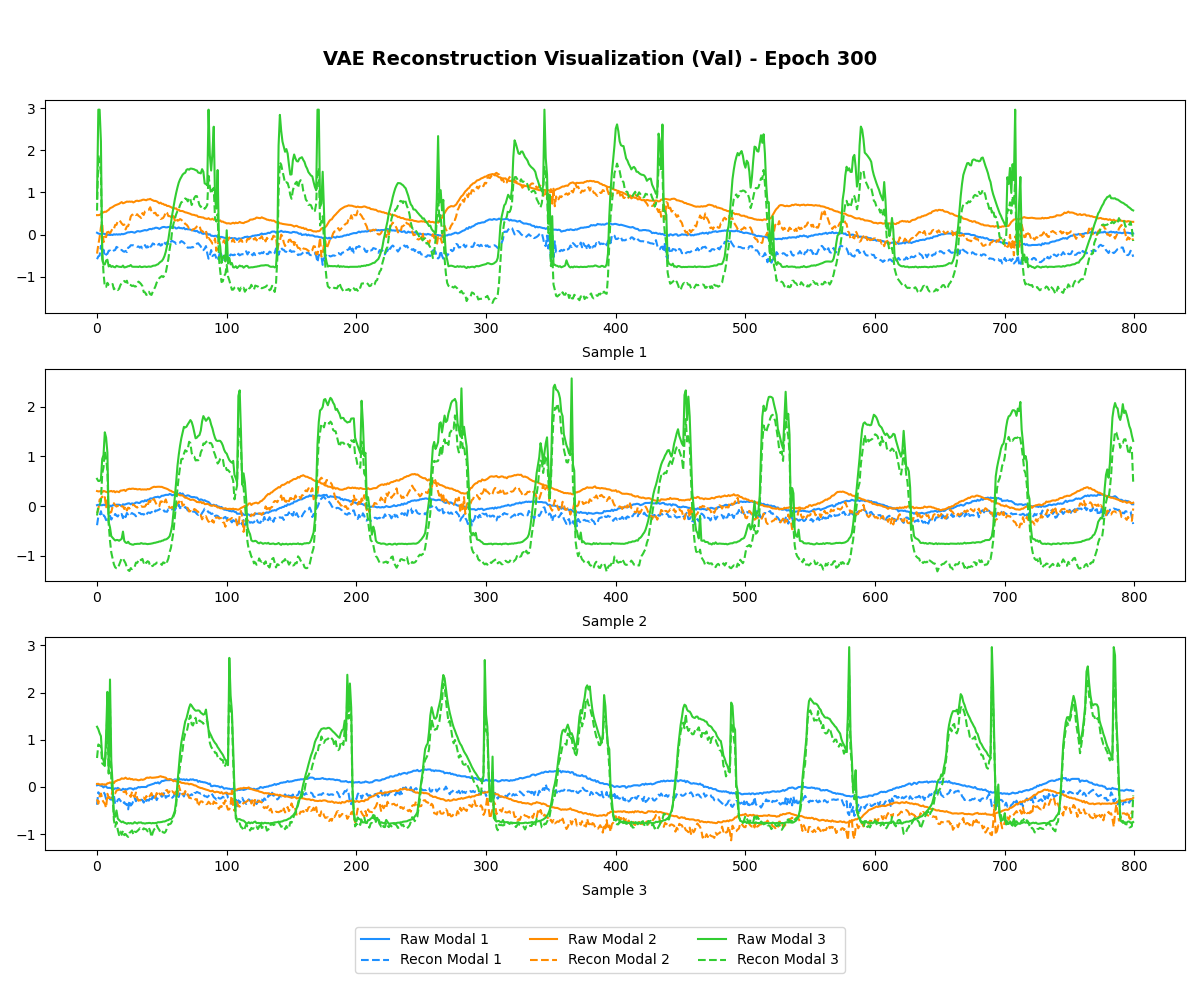 VAE Reconstruction Visualization (Val) - Epoch 300
3
2
1
0
−1
0 100 200 300 400 500 600 700 800
Sample 1
2
1
0
−1
0 100 200 300 400 500 600 700 800
Sample 2
3
2
1
0
−1
0 100 200 300 400 500 600 700 800
Sample 3
Raw Modal 1 Raw Modal 2 Raw Modal 3
Recon Modal 1 Recon Modal 2 Recon Modal 3